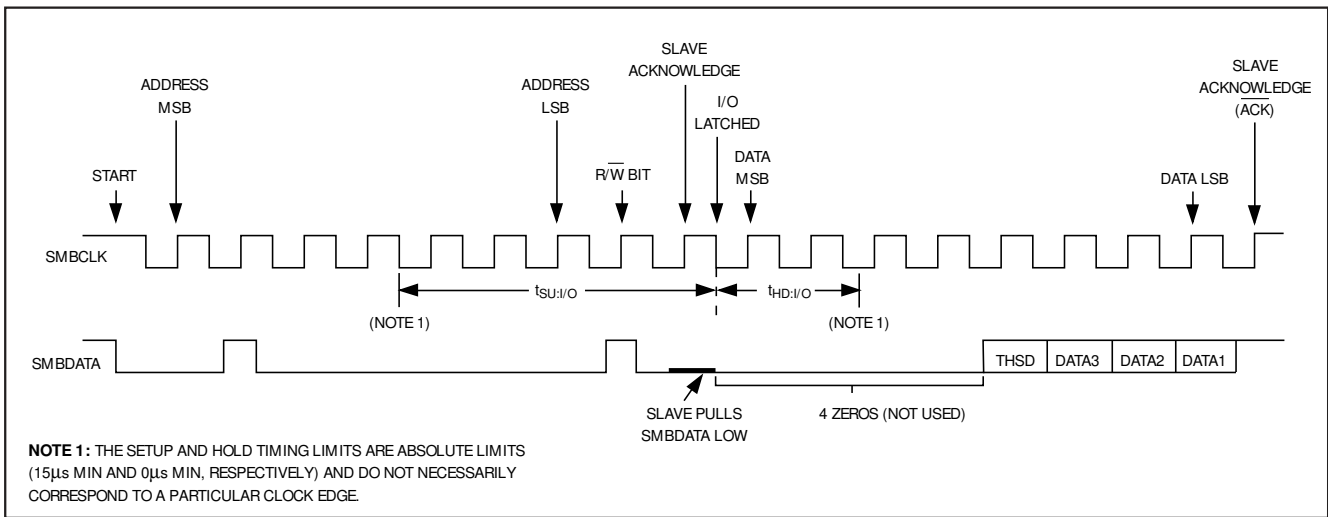 SLAVE
ACKNOWLEDGE
SLAVE
ACKNOWLEDGE
(ACK)
ADDRESS
MSB
ADDRESS
LSB
I/O
LATCHED
START
R/W BIT
DATA
MSB
DATA LSB
SMBCLK
tSU:I/O
tHD:I/O
(NOTE 1)
(NOTE 1)
SMBDATA
THSD
DATA3
DATA2
DATA1
SLAVE PULLS
SMBDATA LOW
4 ZEROS (NOT USED)
NOTE 1: THE SETUP AND HOLD TIMING LIMITS ARE ABSOLUTE LIMITS
(15µs MIN AND 0µs MIN, RESPECTIVELY) AND DO NOT NECESSARILY
CORRESPOND TO A PARTICULAR CLOCK EDGE.